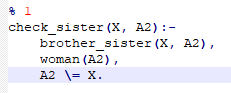 % 1
check_sister(X, A2):-
    brother_sister(X, A2),
    woman(A2),
    A2 \= X.